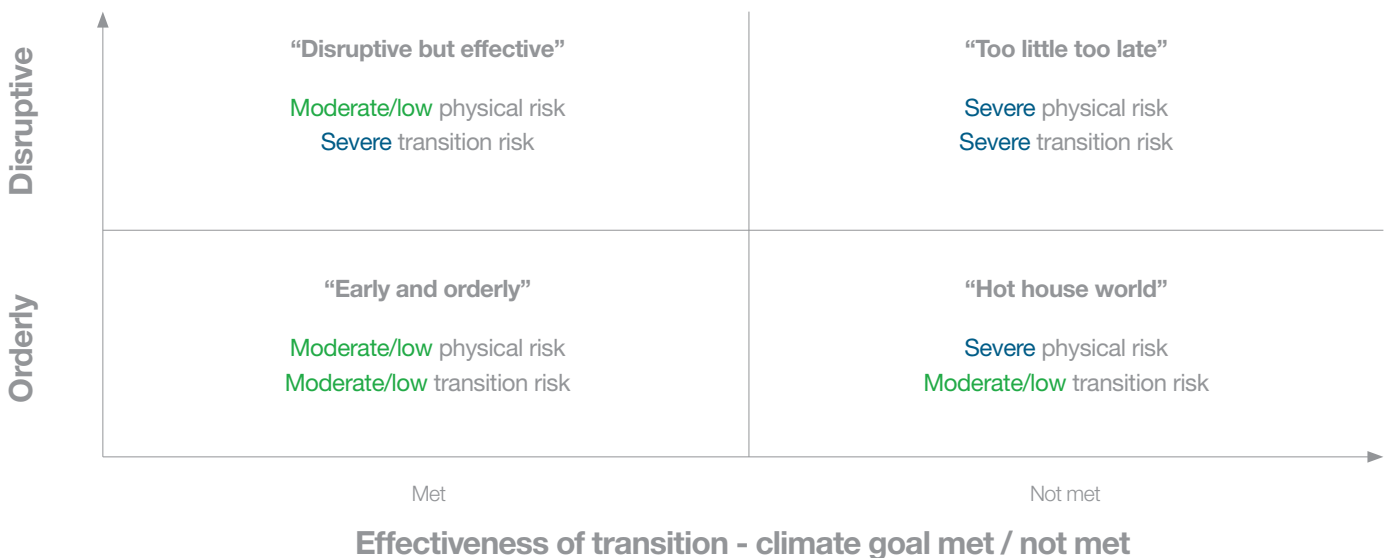 Disruptive
“Disruptive but effective”
Moderate/low physical risk
Severe transition risk
“Too little too late”
Severe physical risk
Severe transition risk
Orderly
“Early and orderly”
Moderate/low physical risk
Moderate/low transition risk
“Hot house world”
Severe physical risk
Moderate/low transition risk
Met
Not met
Effectiveness of transition - climate goal met / not met